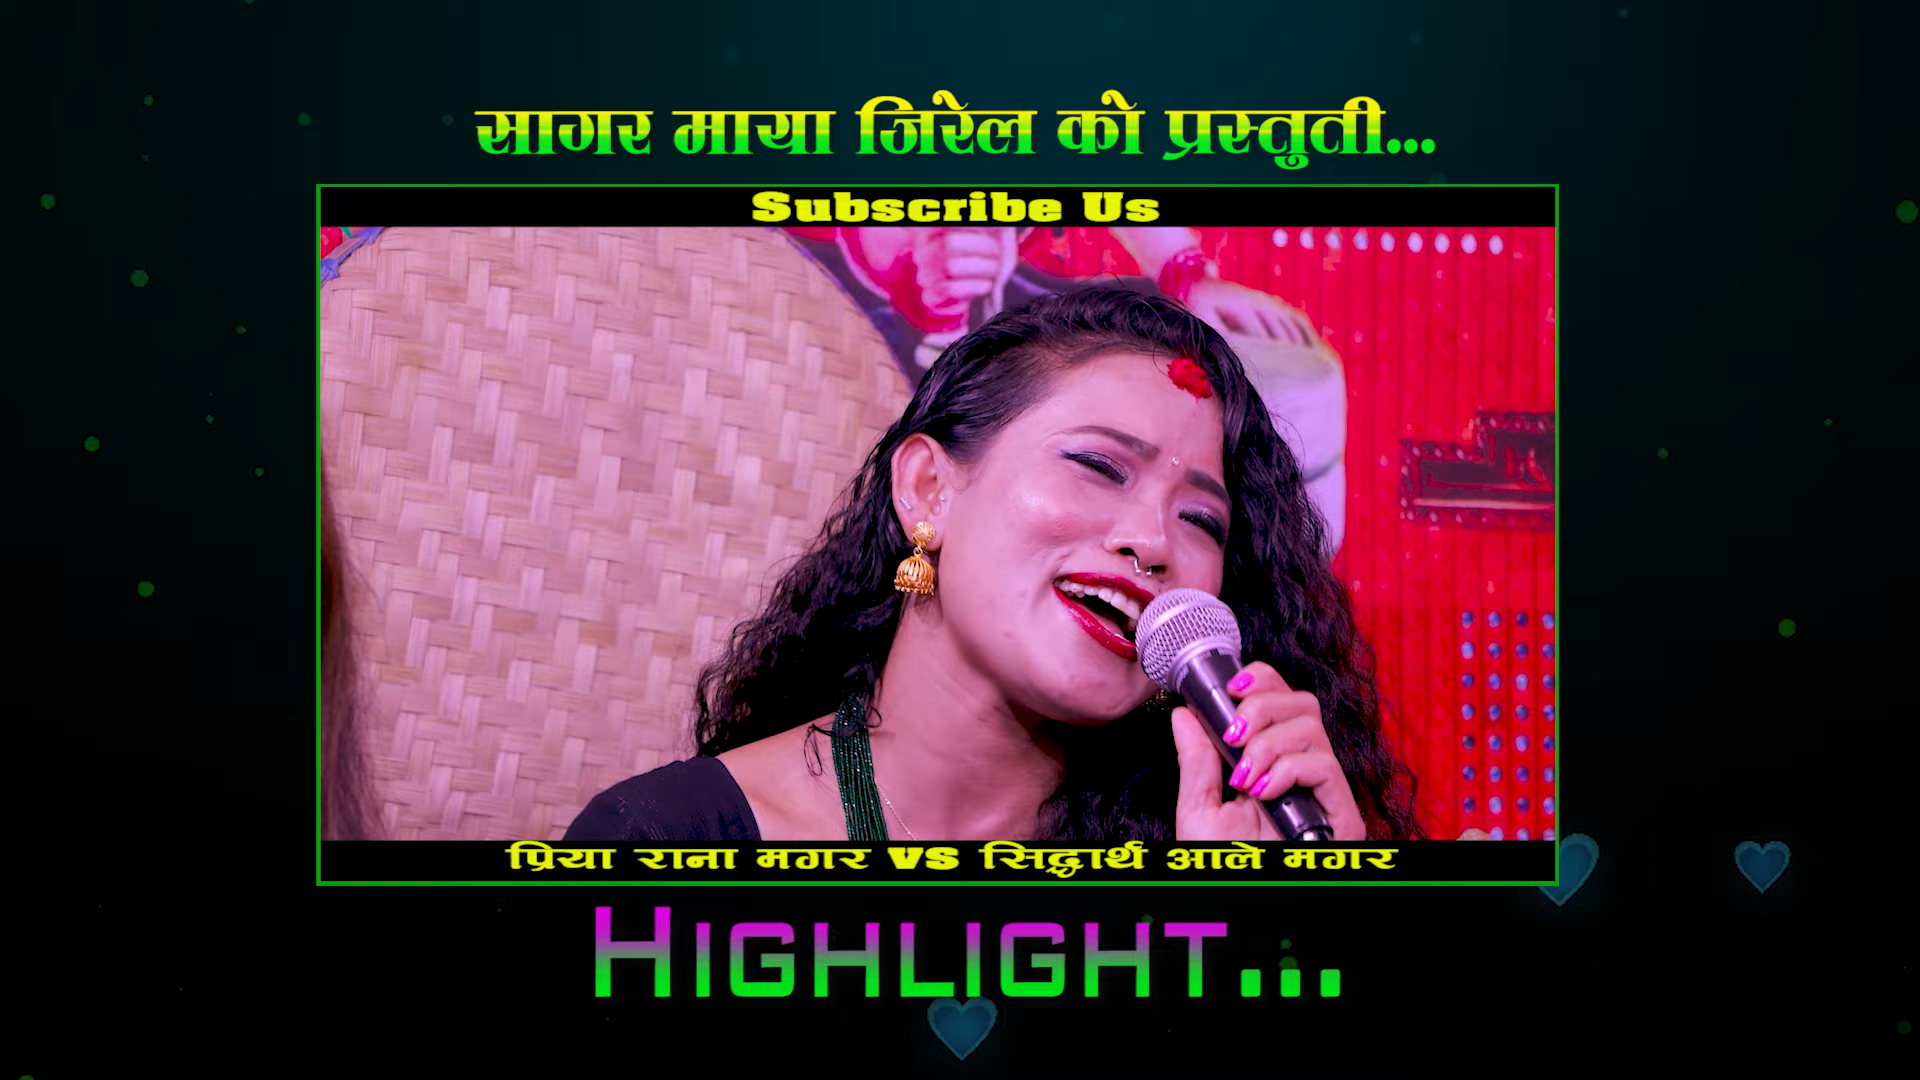 सागर माया जिरेल को प्रस्तुती...
Subscribe Us
प्रिया राना मगर VS सिद्धार्थ आले मगर
HIGHLIGHT...